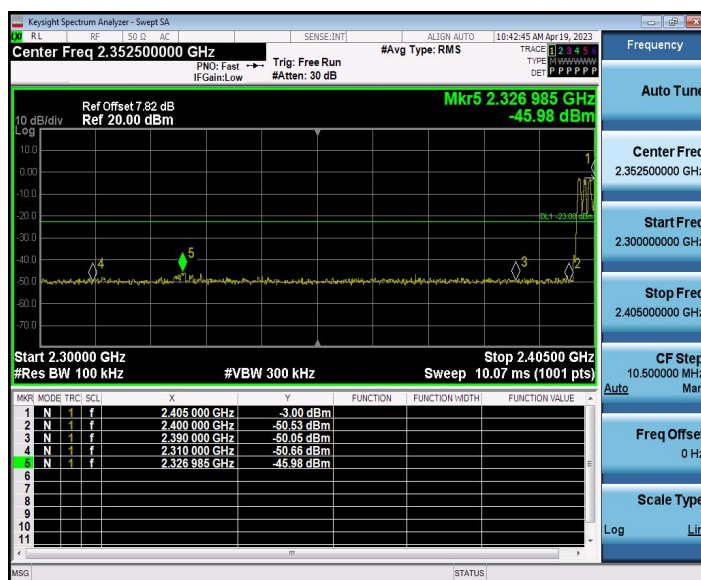 Keysight Spectrum Analyzer - Swept SA
LXI RL RF 50 Ω AC SENSE:INT ALIGN AUTO 10:42:45 AM Apr 19, 2023
Center Freq 2.352500000 GHz
PNO: Fast
IFGain:Low
Trig: Free Run
#Atten: 30 dB
#Avg Type: RMS
TRACE 1 2 3 4 5 6
TYPE M W W W W W
DET P P P P P P
Ref Offset 7.82 dB
10 dB/div Ref 20.00 dBm
Log
Mkr5 2.326 985 GHz
-45.98 dBm
10.0
0.00
-10.0
-20.0
-30.0
-40.0
-50.0
-60.0
-70.0
1
DL1 -23.00 dBm
4
5
3
2
Start 2.30000 GHz Stop 2.40500 GHz
#Res BW 100 kHz #VBW 300 kHz Sweep 10.07 ms (1001 pts)
MKR MODE TRC SCL X Y FUNCTION FUNCTION WIDTH FUNCTION VALUE
1 N 1 f 2.405 000 GHz -3.00 dBm
2 N 1 f 2.400 000 GHz -50.53 dBm
3 N 1 f 2.390 000 GHz -50.05 dBm
4 N 1 f 2.310 000 GHz -50.66 dBm
5 N 1 f 2.326 985 GHz -45.98 dBm
6
7
8
9
10
11
MSG STATUS
Frequency
Auto Tune
Center Freq
2.352500000 GHz
Start Freq
2.300000000 GHz
Stop Freq
2.405000000 GHz
CF Step
10.500000 MHz
Auto Man
Freq Offset
0 Hz
Scale Type
Log Lin